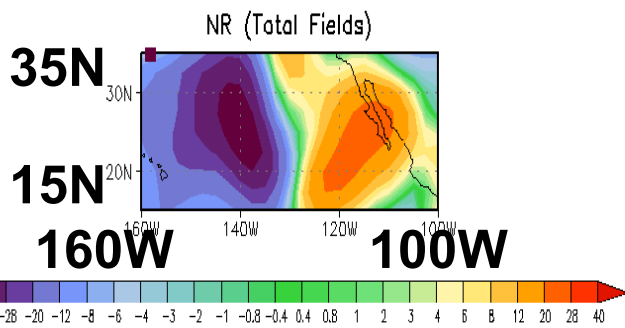 NR (Total Fields)
35N
30N
20N
15N
160W 140W 120W 100W
160W 100W
-28 -20 -12 -8 -6 -4 -3 -2 -1 -0.8 -0.4 0.4 0.8 1 2 3 4 6 8 12 20 28 40